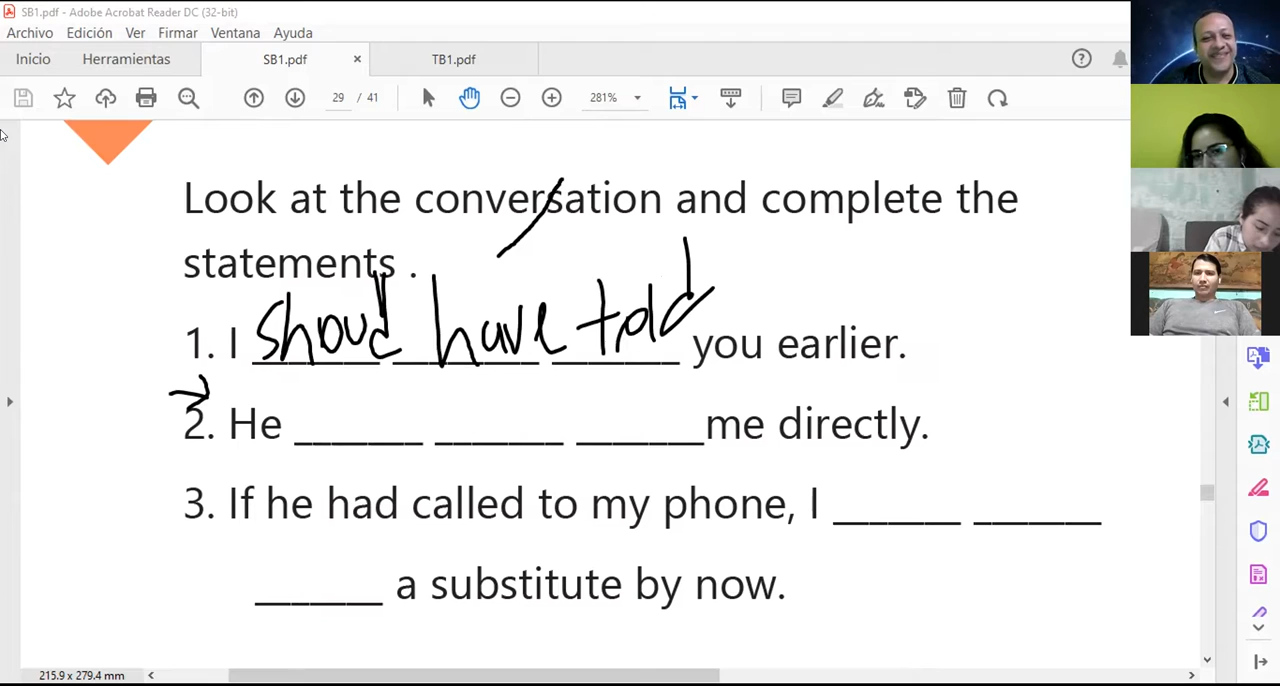 SB1.pdf - Adobe Acrobat Reader DC (32-bit)
Archivo Edición Ver Firmar Ventana Ayuda
Inicio Herramientas SB1.pdf × TB1.pdf
29 / 41 281%
Look at the conversation and complete the
statements .
1. I shoud have told you earlier.
2. He _______ _______ _______me directly.
3. If he had called to my phone, I _______ _______
_______ a substitute by now.
215.9 x 279.4 mm